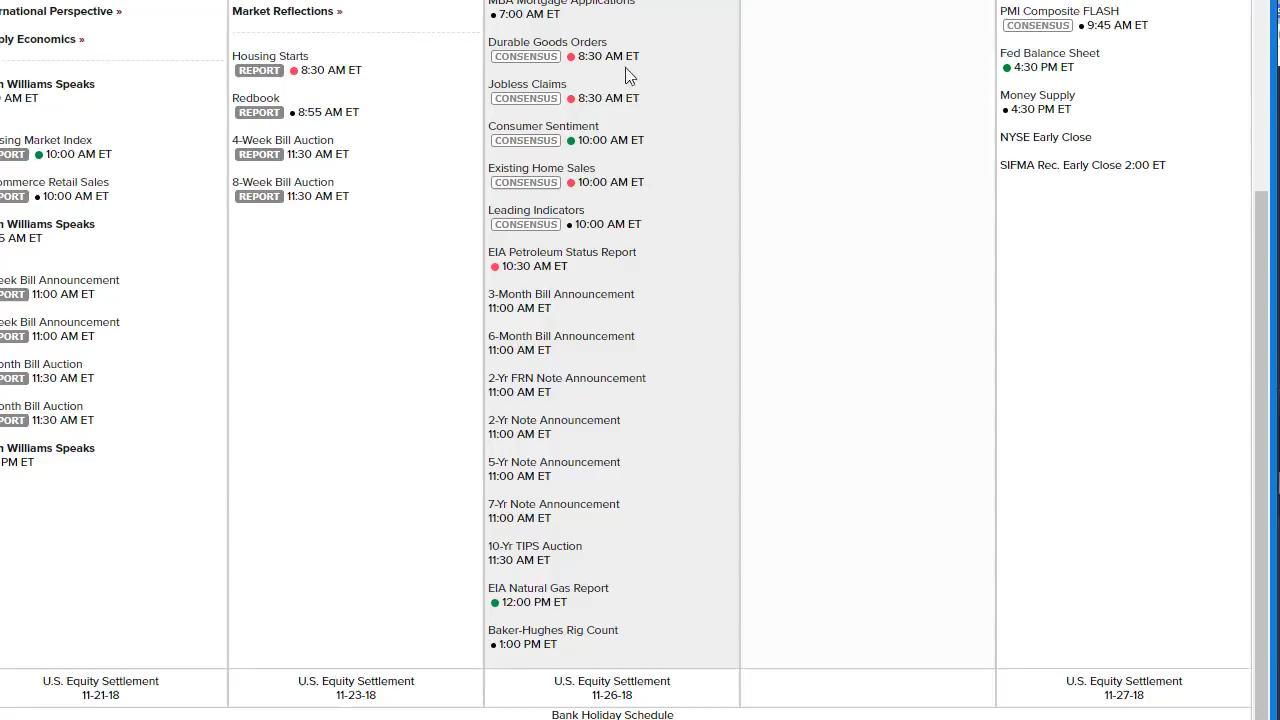 rnational Perspective »
ply Economics »
n Williams Speaks
AM ET
sing Market Index
PORT 10:00 AM ET
ommerce Retail Sales
PORT 10:00 AM ET
n Williams Speaks
5 AM ET
eek Bill Announcement
PORT 11:00 AM ET
eek Bill Announcement
PORT 11:00 AM ET
onth Bill Auction
PORT 11:30 AM ET
onth Bill Auction
PORT 11:30 AM ET
n Williams Speaks
PM ET
U.S. Equity Settlement
11-21-18
Market Reflections »
Housing Starts
REPORT 8:30 AM ET
Redbook
REPORT 8:55 AM ET
4-Week Bill Auction
REPORT 11:30 AM ET
8-Week Bill Auction
REPORT 11:30 AM ET
U.S. Equity Settlement
11-23-18
MBA Mortgage Applications
7:00 AM ET
Durable Goods Orders
CONSENSUS 8:30 AM ET
Jobless Claims
CONSENSUS 8:30 AM ET
Consumer Sentiment
CONSENSUS 10:00 AM ET
Existing Home Sales
CONSENSUS 10:00 AM ET
Leading Indicators
CONSENSUS 10:00 AM ET
EIA Petroleum Status Report
10:30 AM ET
3-Month Bill Announcement
11:00 AM ET
6-Month Bill Announcement
11:00 AM ET
2-Yr FRN Note Announcement
11:00 AM ET
2-Yr Note Announcement
11:00 AM ET
5-Yr Note Announcement
11:00 AM ET
7-Yr Note Announcement
11:00 AM ET
10-Yr TIPS Auction
11:30 AM ET
EIA Natural Gas Report
12:00 PM ET
Baker-Hughes Rig Count
1:00 PM ET
U.S. Equity Settlement
11-26-18
PMI Composite FLASH
CONSENSUS 9:45 AM ET
Fed Balance Sheet
4:30 PM ET
Money Supply
4:30 PM ET
NYSE Early Close
SIFMA Rec. Early Close 2:00 ET
U.S. Equity Settlement
11-27-18
Bank Holiday Schedule